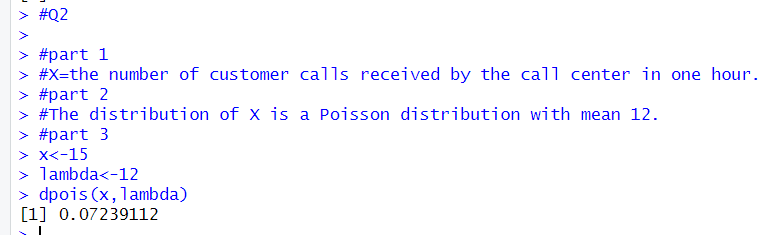 > #Q2
>
> #part 1
> #X=the number of customer calls received by the call center in one hour.
> #part 2
> #The distribution of X is a Poisson distribution with mean 12.
> #part 3
> x<-15
> lambda<-12
> dpois(x,lambda)
[1] 0.07239112
>